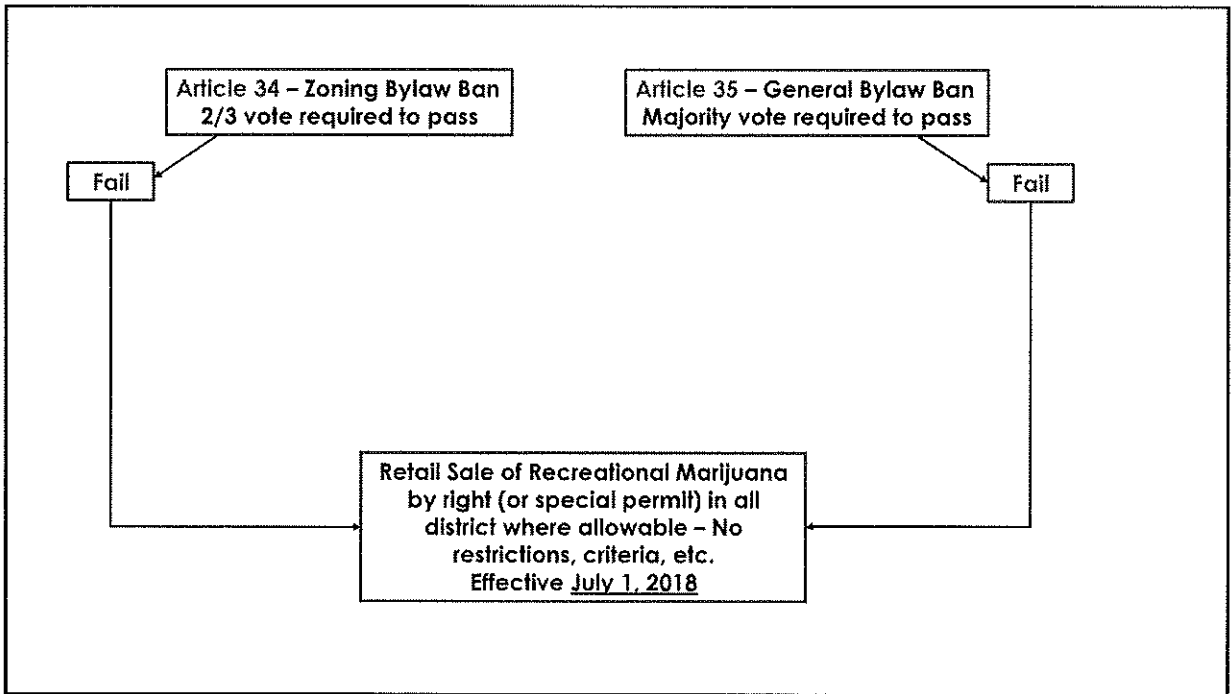 Article 34 – Zoning Bylaw Ban
2/3 vote required to pass
Article 35 – General Bylaw Ban
Majority vote required to pass
Fail
Fail
Retail Sale of Recreational Marijuana
by right (or special permit) in all
district where allowable – No
restrictions, criteria, etc.
Effective July 1, 2018